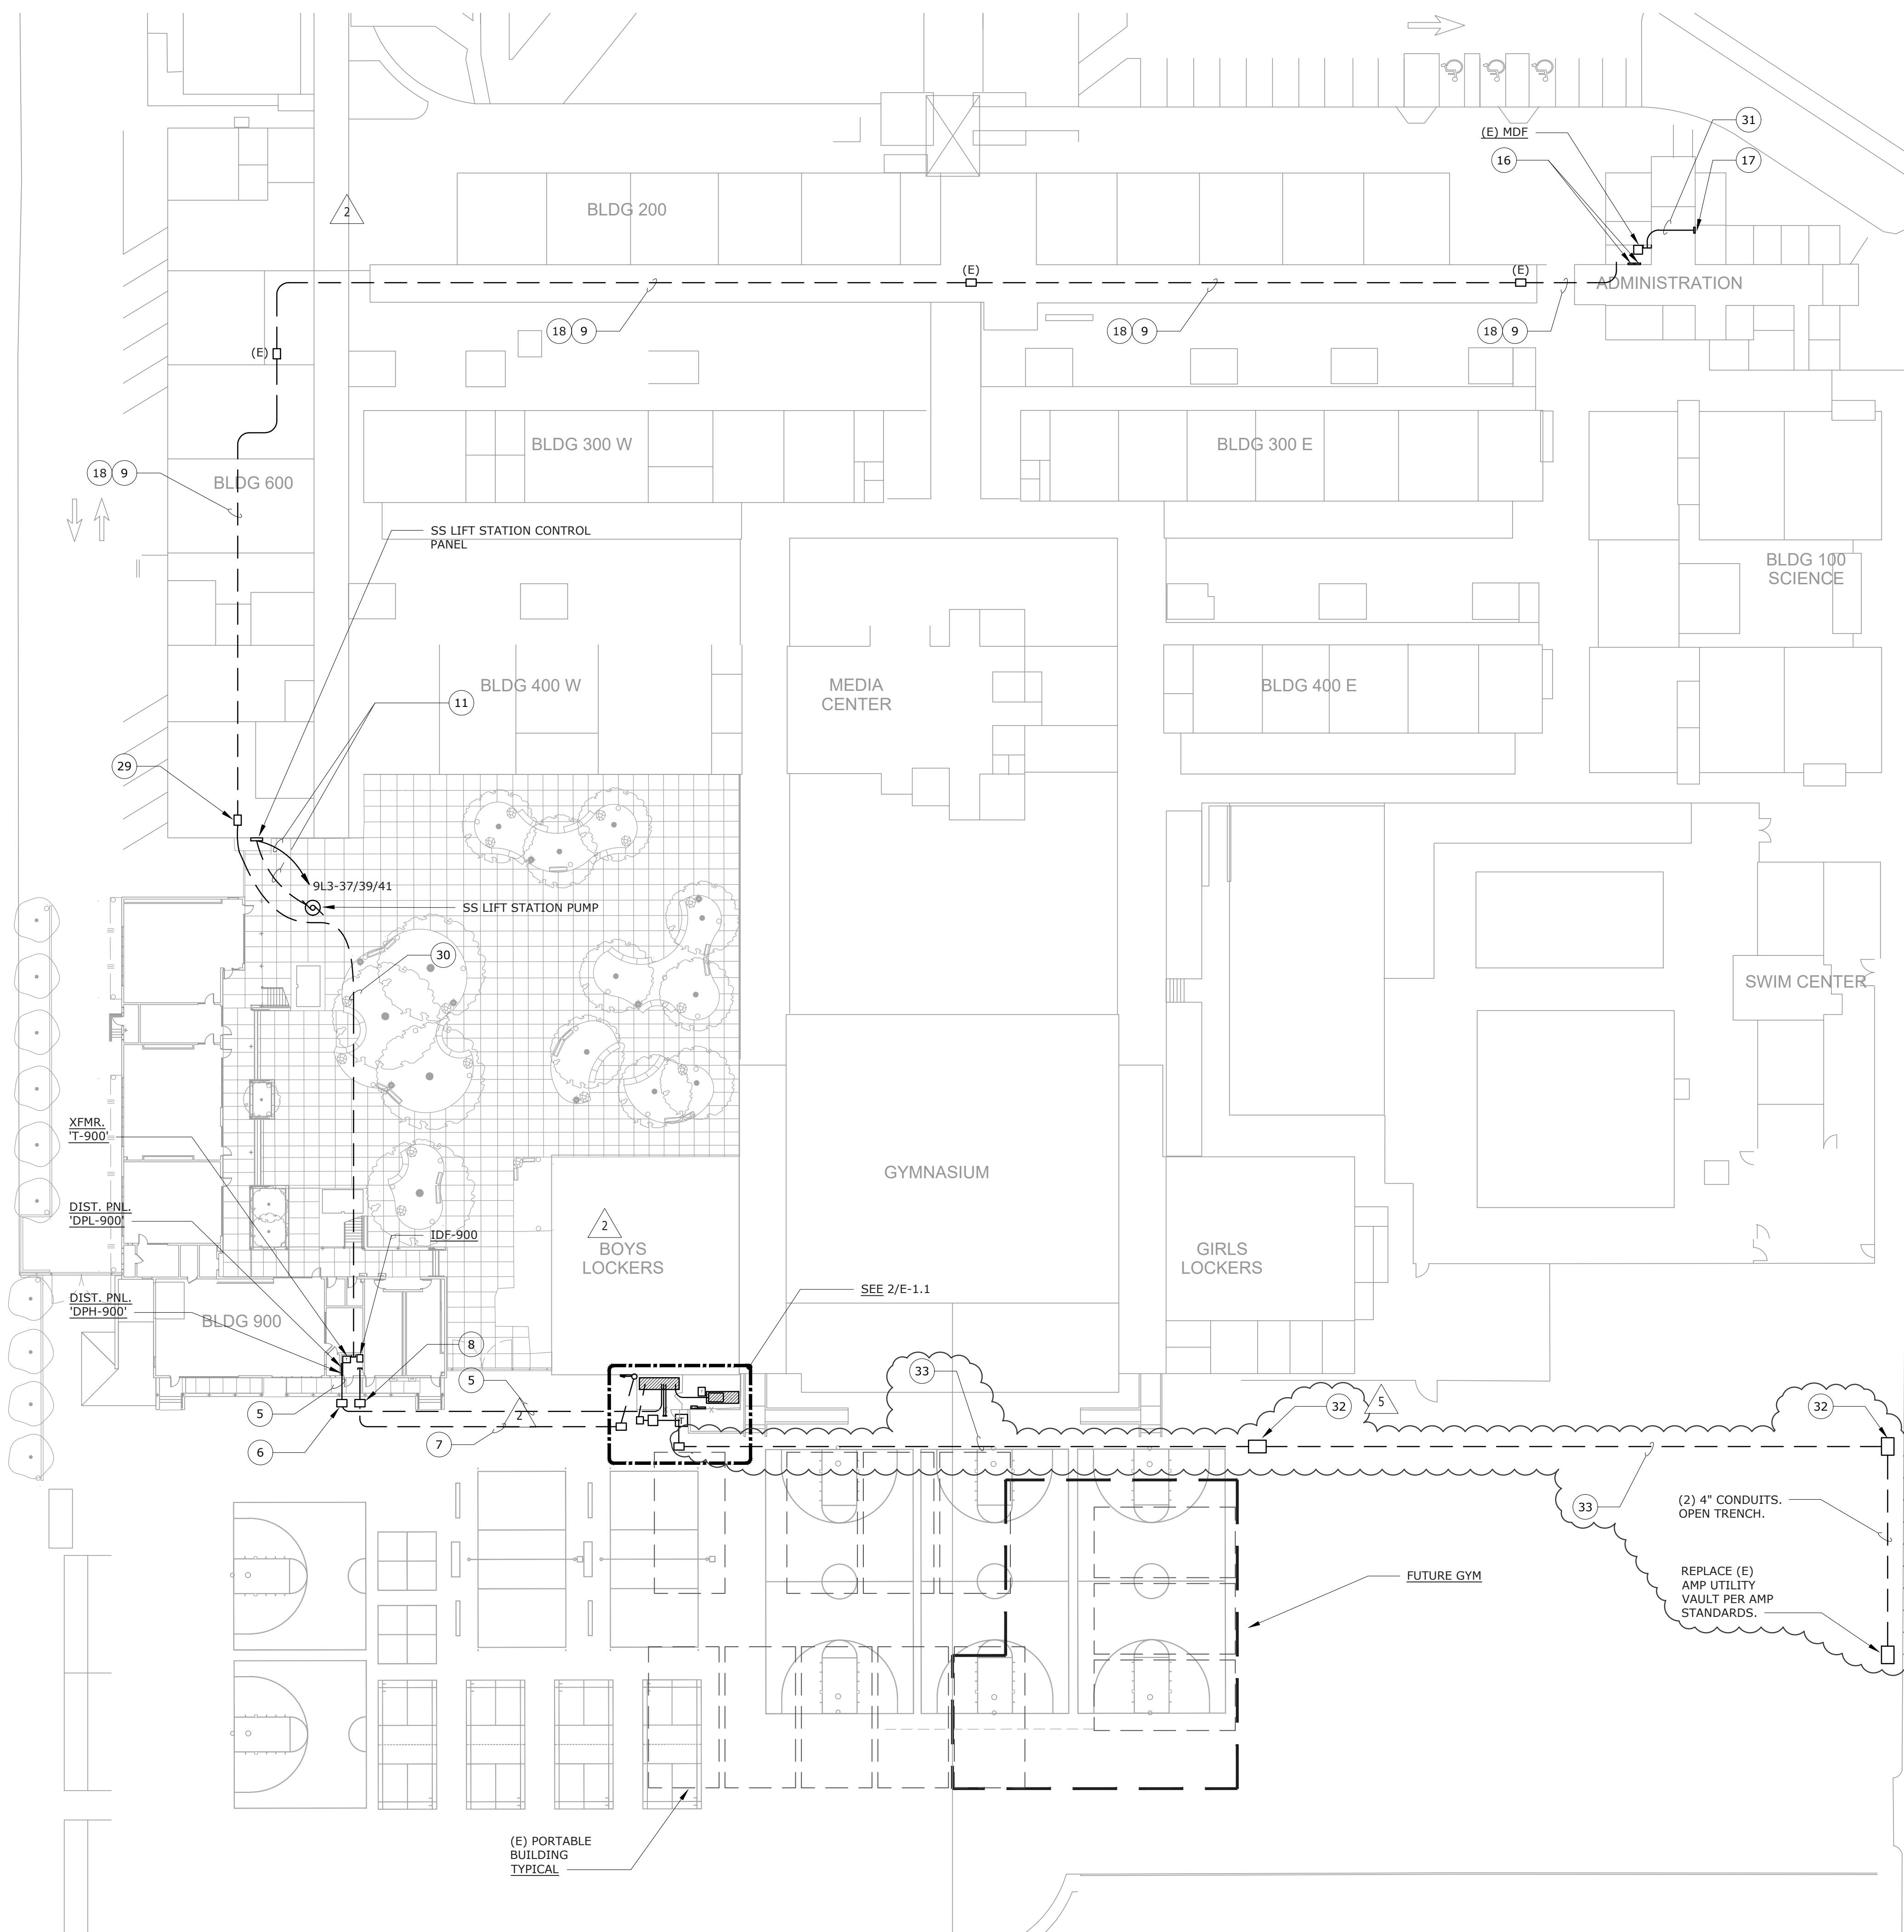 31
(E) MDF
16
17
BLDG 200
2
(E)
(E)
ADMINISTRATION
18 9
18 9
18 9
(E)
BLDG 300 W
BLDG 300 E
18 9
BLDG 600
SS LIFT STATION CONTROL
PANEL
BLDG 100
SCIENCE
BLDG 400 W
MEDIA
CENTER
BLDG 400 E
11
29
9L3-37/39/41
SS LIFT STATION PUMP
30
SWIM CENTER
XFMR.
'T-900'
GYMNASIUM
DIST. PNL.
'DPL-900'
IDF-900
2
BOYS
LOCKERS
GIRLS
LOCKERS
SEE 2/E-1.1
DIST. PNL.
'DPH-900'
BLDG 900
8
5
33
5
2
32
5
32
6
7
T
33
(2) 4" CONDUITS.
OPEN TRENCH.
FUTURE GYM
REPLACE (E)
AMP UTILITY
VAULT PER AMP
STANDARDS.
(E) PORTABLE
BUILDING
TYPICAL